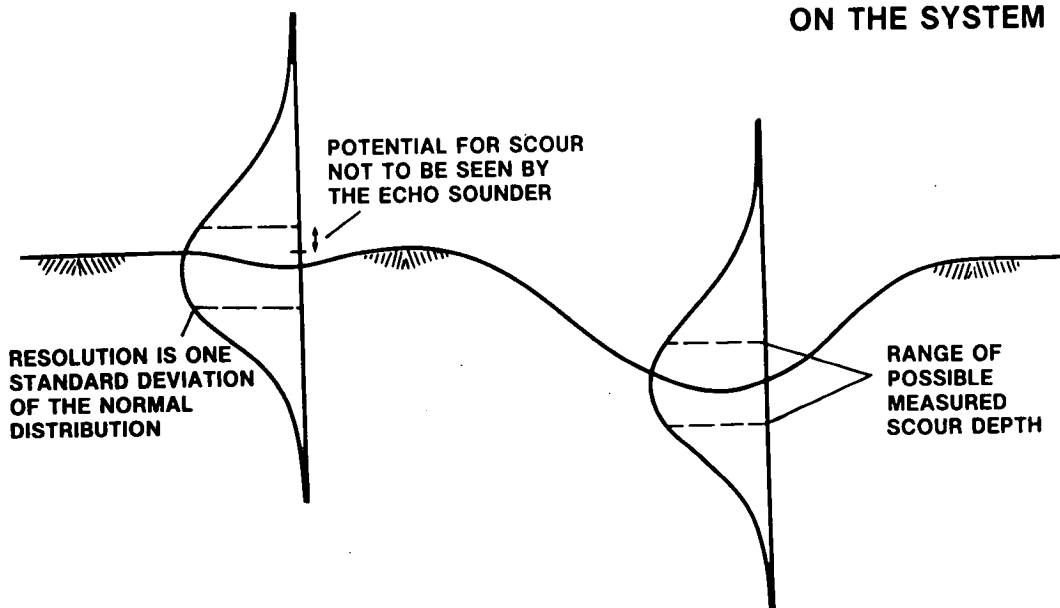 ON THE SYSTEM
POTENTIAL FOR SCOUR
NOT TO BE SEEN BY
THE ECHO SOUNDER
RESOLUTION IS ONE
STANDARD DEVIATION
OF THE NORMAL
DISTRIBUTION
RANGE OF
POSSIBLE
MEASURED
SCOUR DEPTH